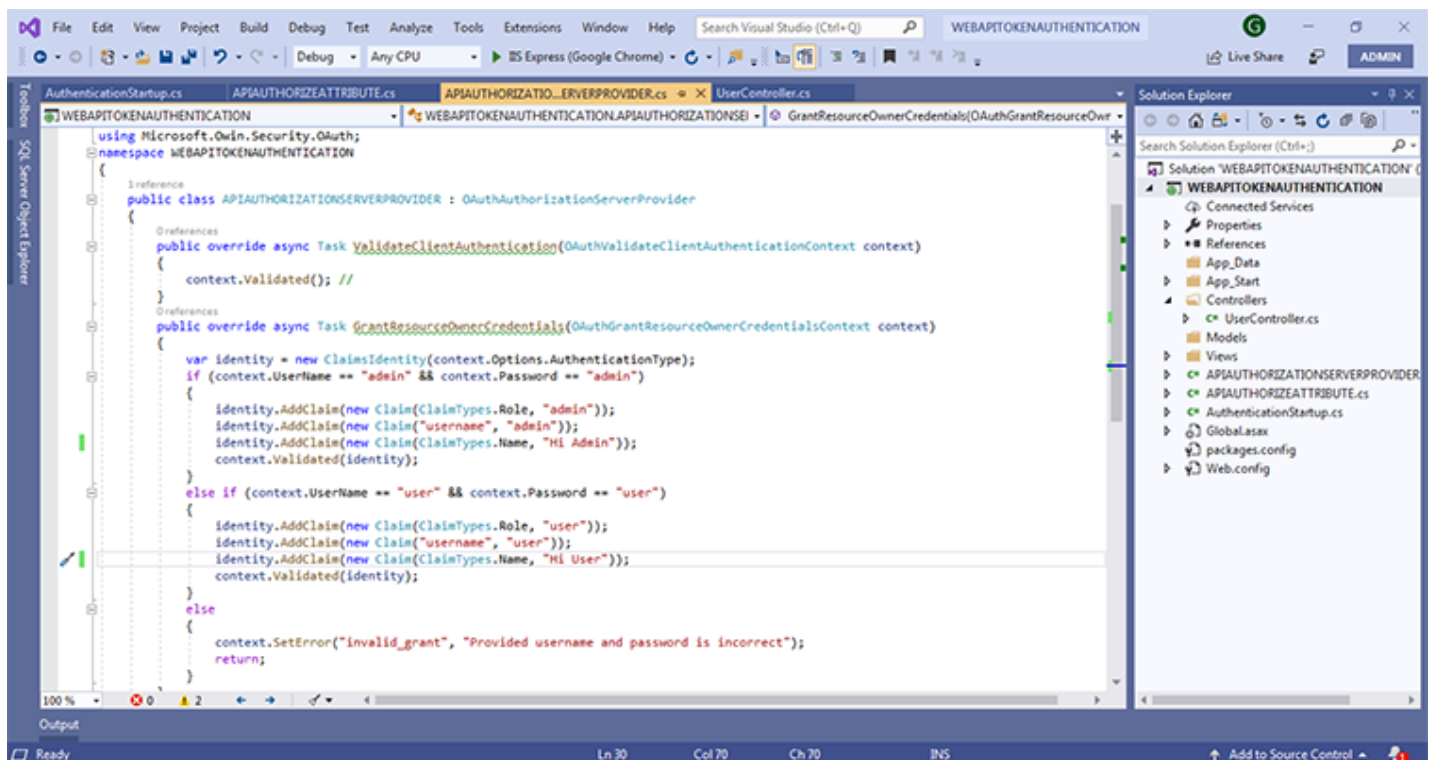 File Edit View Project Build Debug Test Analyze Tools Extensions Window Help Search Visual Studio (Ctrl+Q) WEBAPITOKENAUTHENTICATION G
Debug Any CPU IIS Express (Google Chrome) Live Share ADMIN
AuthenticationStartup.cs APIAUTHORIZEATTRIBUTE.cs APIAUTHORIZATIO...ERVERPROVIDER.cs UserController.cs
WEBAPITOKENAUTHENTICATION WEBAPITOKENAUTHENTICATION.APIAUTHORIZATIONSEI GrantResourceOwnerCredentials(OAuthGrantResourceOwr
Toolbox
SQL Server Object Explorer
using Microsoft.Owin.Security.OAuth;
namespace WEBAPITOKENAUTHENTICATION
{
1 reference
public class APIAUTHORIZATIONSERVERPROVIDER : OAuthAuthorizationServerProvider
{
0 references
public override async Task ValidateClientAuthentication(OAuthValidateClientAuthenticationContext context)
{
context.Validated(); //
}
0 references
public override async Task GrantResourceOwnerCredentials(OAuthGrantResourceOwnerCredentialsContext context)
{
var identity = new ClaimsIdentity(context.Options.AuthenticationType);
if (context.UserName == "admin" && context.Password == "admin")
{
identity.AddClaim(new Claim(ClaimTypes.Role, "admin"));
identity.AddClaim(new Claim("username", "admin"));
identity.AddClaim(new Claim(ClaimTypes.Name, "Hi Admin"));
context.Validated(identity);
}
else if (context.UserName == "user" && context.Password == "user")
{
identity.AddClaim(new Claim(ClaimTypes.Role, "user"));
identity.AddClaim(new Claim("username", "user"));
identity.AddClaim(new Claim(ClaimTypes.Name, "Hi User"));
context.Validated(identity);
}
else
{
context.SetError("invalid_grant", "Provided username and password is incorrect");
return;
}
100 % 0 2
Solution Explorer
Search Solution Explorer (Ctrl+;)
Solution 'WEBAPITOKENAUTHENTICATION' (
WEBAPITOKENAUTHENTICATION
Connected Services
Properties
References
App_Data
App_Start
Controllers
C# UserController.cs
Models
Views
C# APIAUTHORIZATIONSERVERPROVIDER
C# APIAUTHORIZEATTRIBUTE.cs
C# AuthenticationStartup.cs
Global.asax
packages.config
Web.config
Output
Ready Ln 30 Col 70 Ch 70 INS Add to Source Control 1